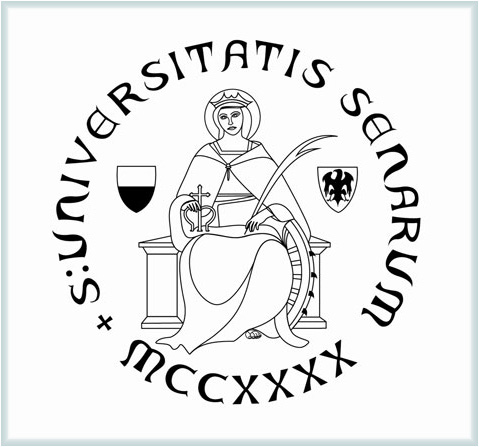 + S: UNIVERSITATIS SENARUM
MCCXXXX